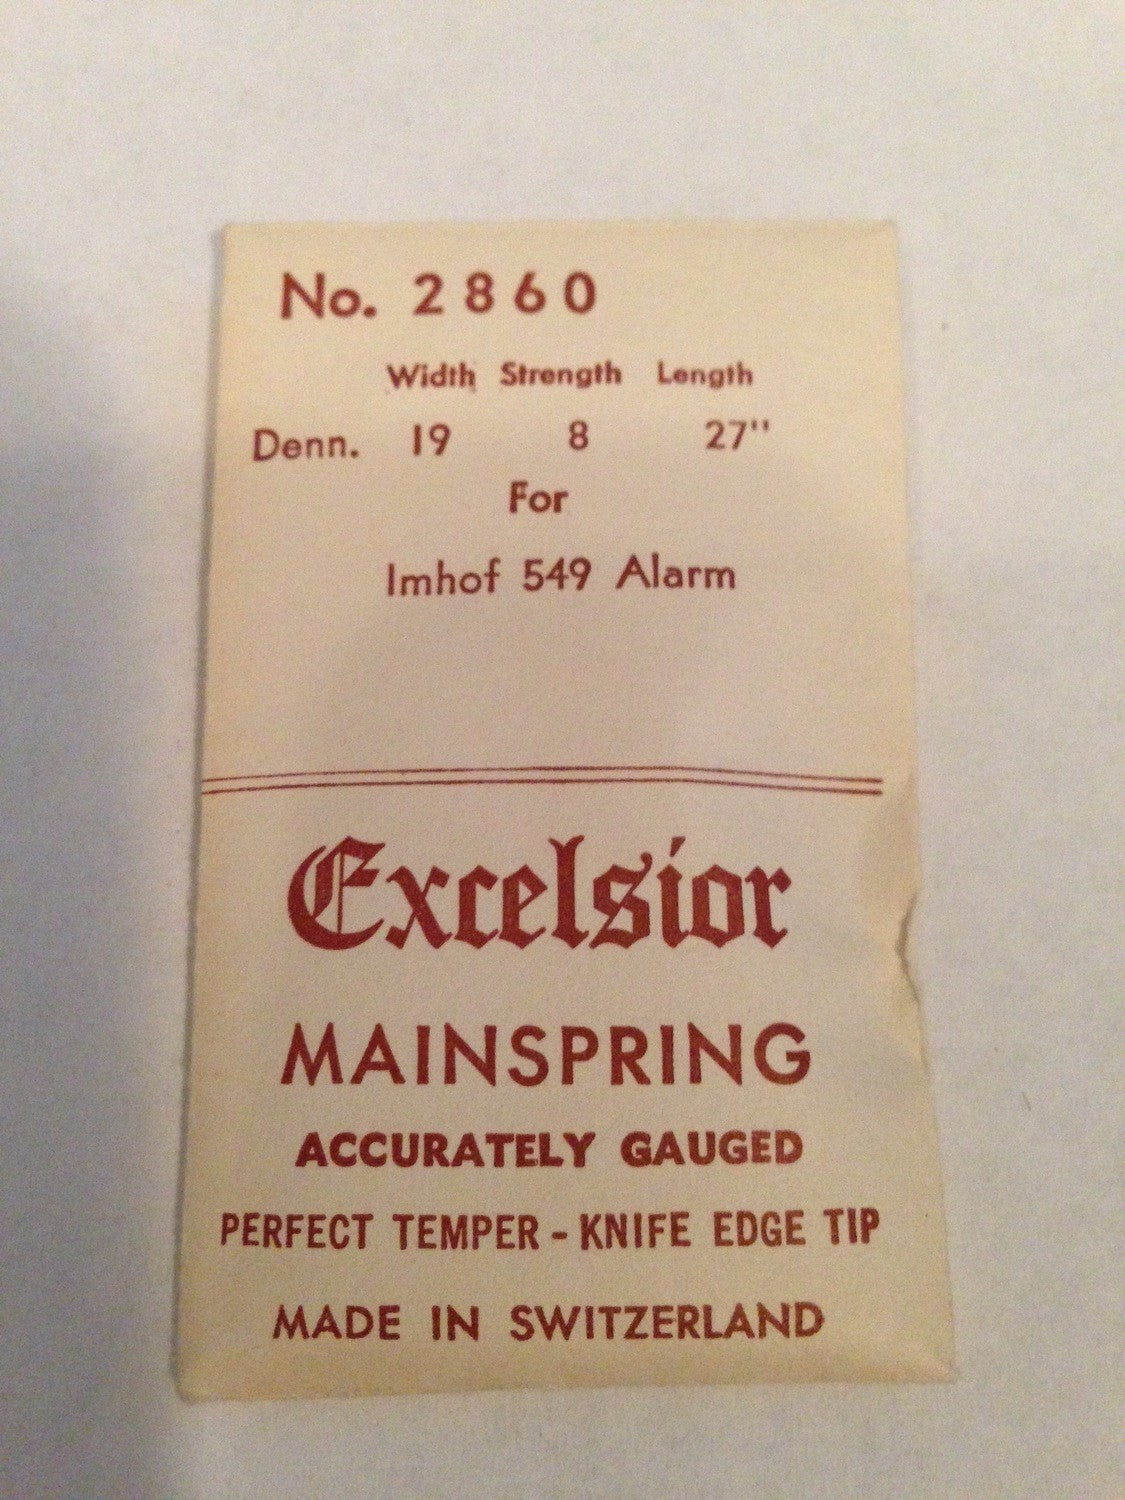 No. 2860
Width Strength Length
Denn. 19 8 27"
For
Imhof 549 Alarm
Excelsior
MAINSPRING
ACCURATELY GAUGED
PERFECT TEMPER - KNIFE EDGE TIP
MADE IN SWITZERLAND